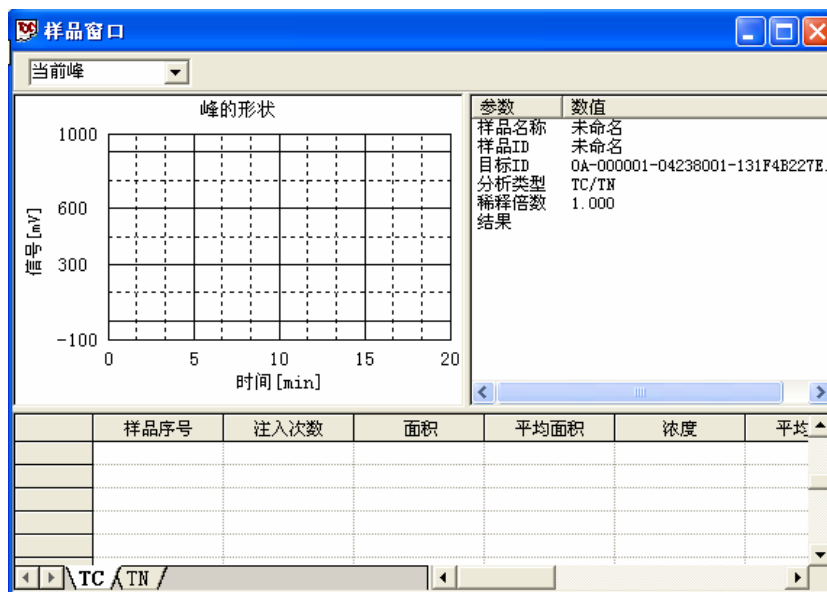 TOC 样品窗口
当前峰
峰的形状
信号[mV]
1000
600
300
-100
0 5 10 15 20
时间[min]
参数 数值
样品名称 未命名
样品ID 未命名
目标ID 0A-000001-04238001-131F4B227E.
分析类型 TC/TN
稀释倍数 1.000
结果
样品序号 注入次数 面积 平均面积 浓度 平均
TC TN